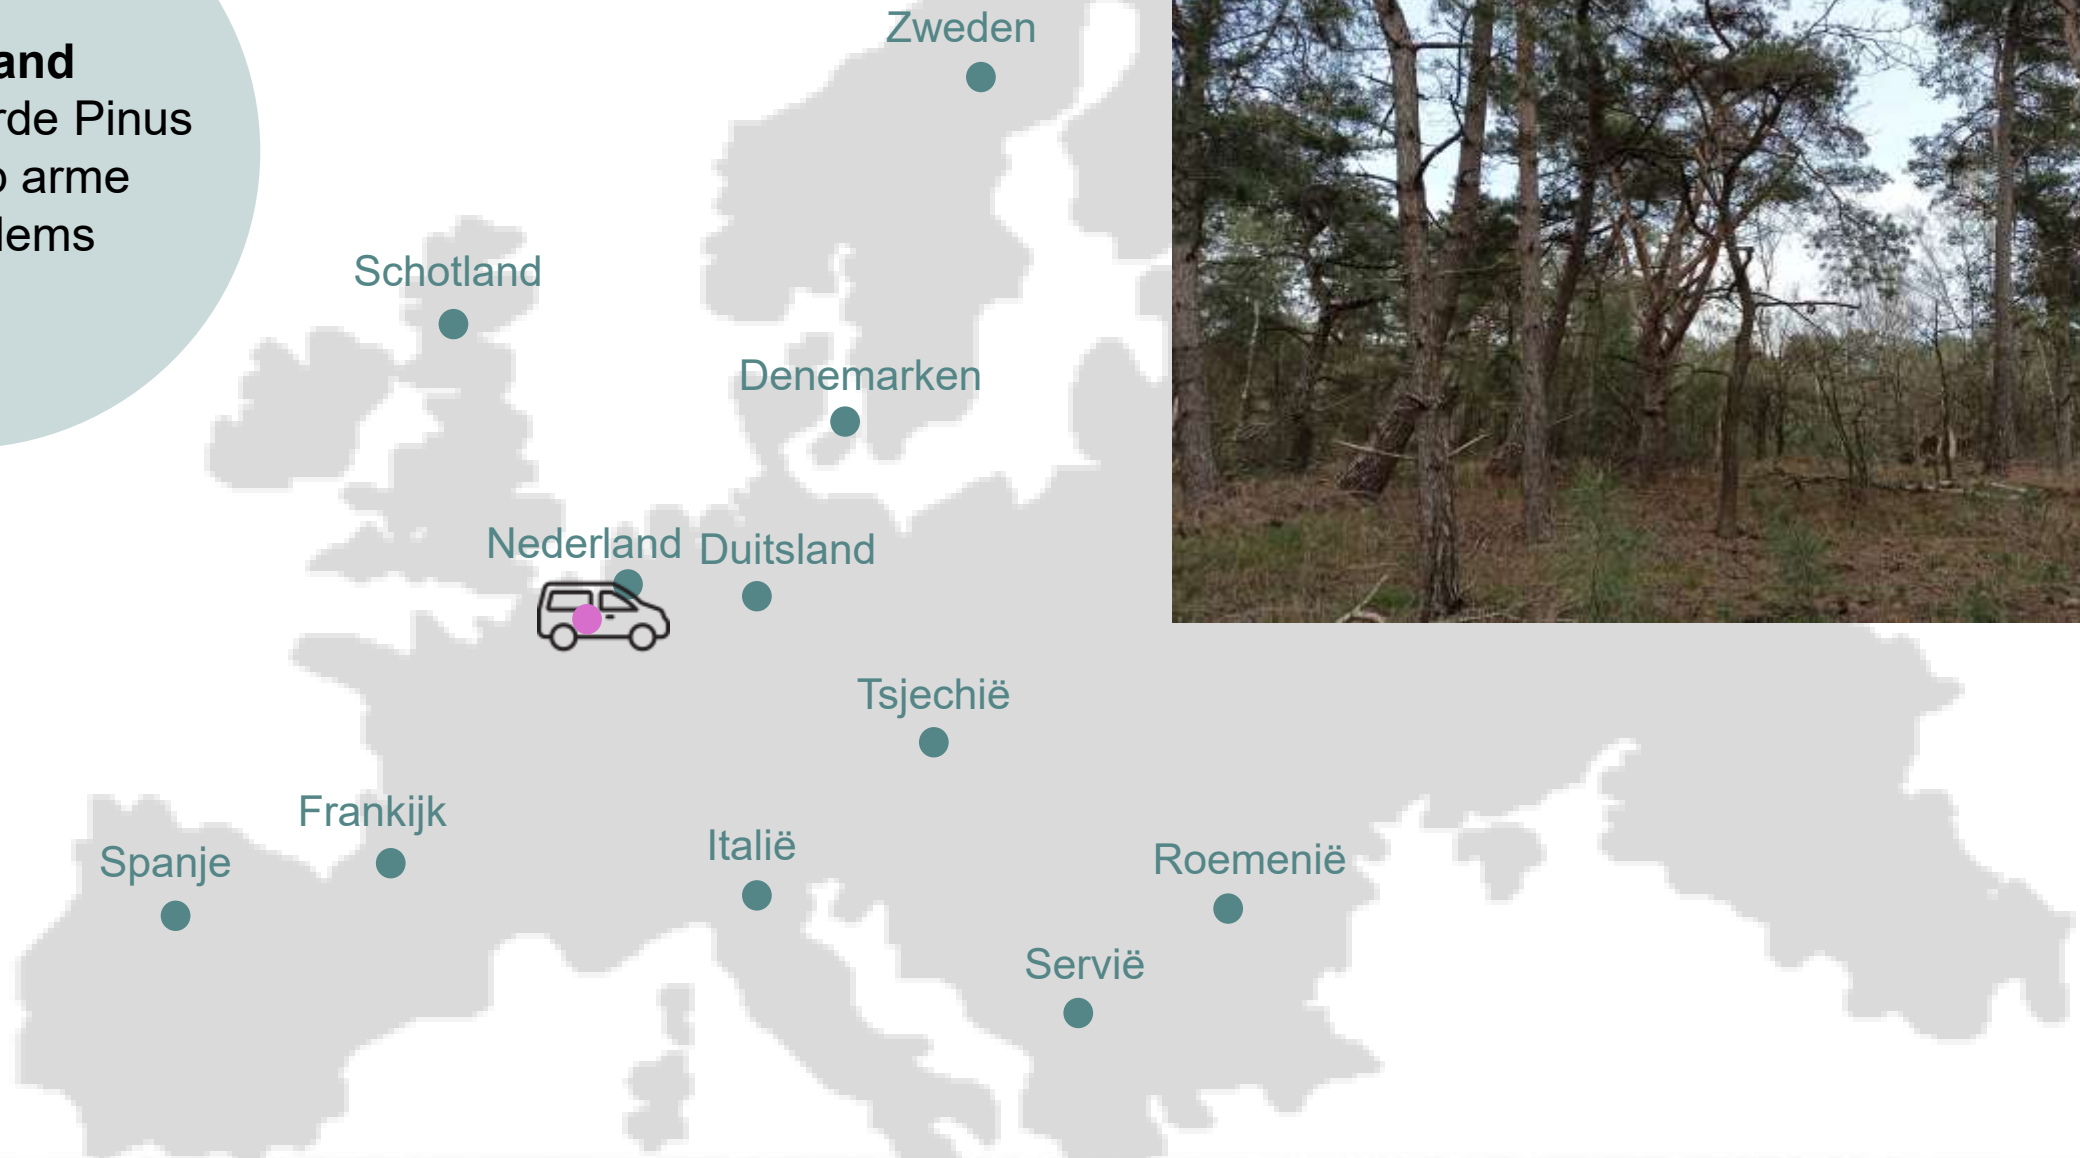 and
rde Pinus
arme
lems
Zweden
Schotland
Denemarken
Nederland
Duitsland
Tsjechië
Frankijk
Italië
Spanje
Roemenië
Servië